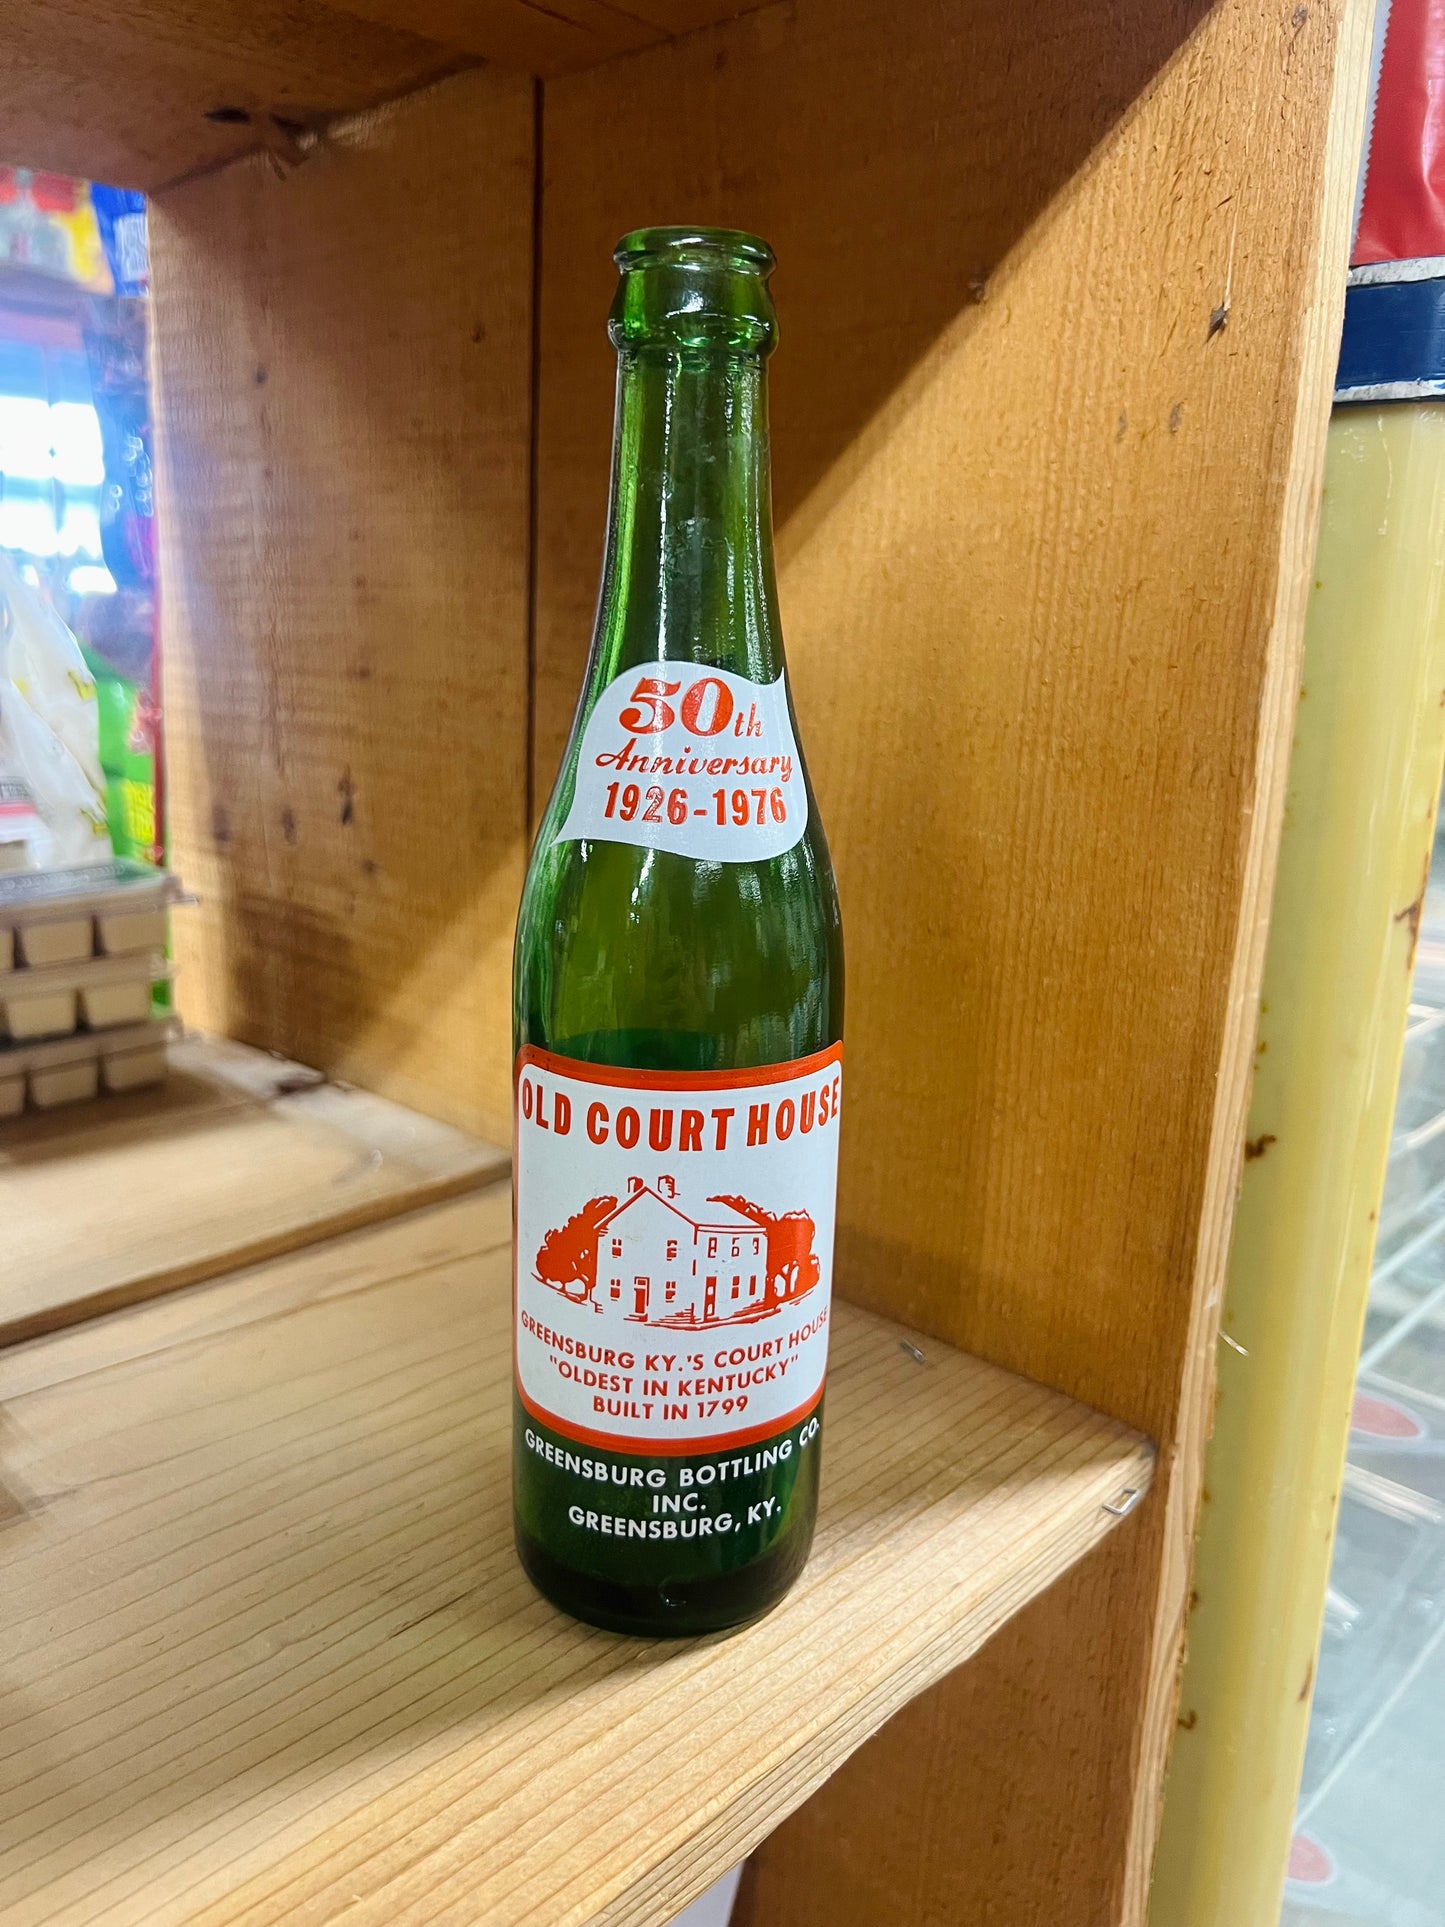 50th
Anniversary
1926-1976
OLD COURT HOUSE
GREENSBURG KY.'S COURT HOUSE
"OLDEST IN KENTUCKY"
BUILT IN 1799
GREENSBURG BOTTLING CO.
INC.
GREENSBURG, KY.